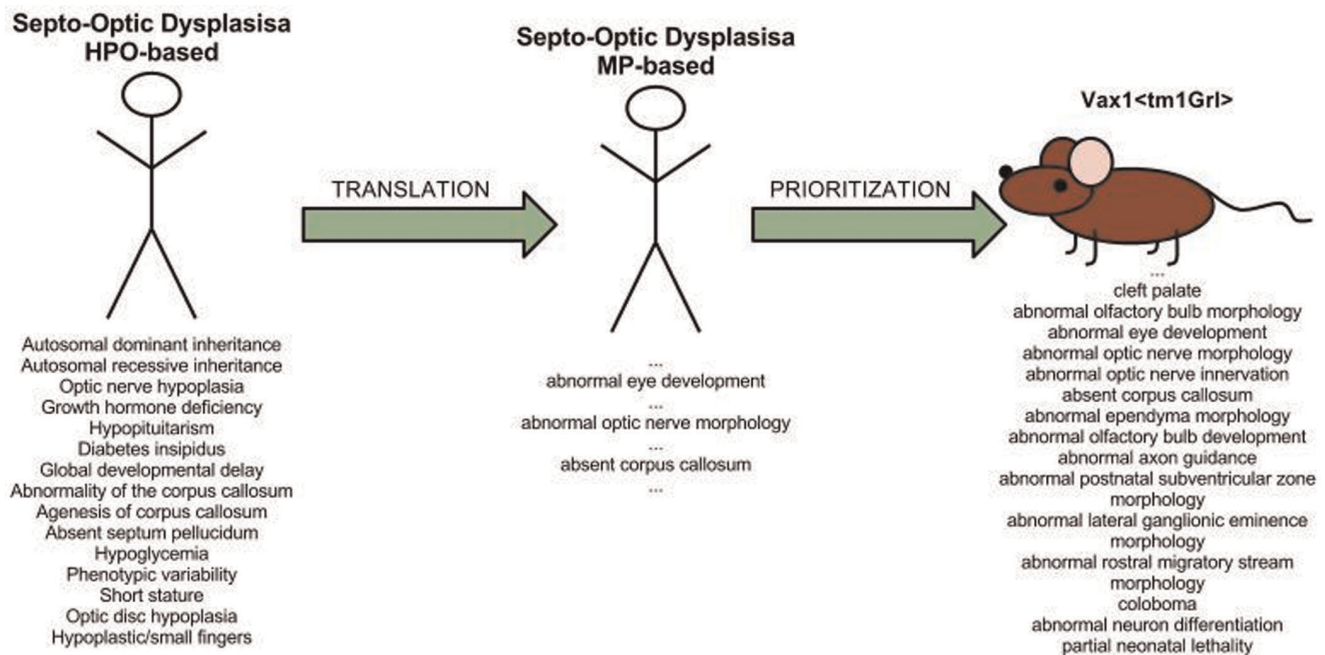 Septo-Optic Dysplasisa
HPO-based
Autosomal dominant inheritance
Autosomal recessive inheritance
Optic nerve hypoplasia
Growth hormone deficiency
Hypopituitarism
Diabetes insipidus
Global developmental delay
Abnormality of the corpus callosum
Agenesis of corpus callosum
Absent septum pellucidum
Hypoglycemia
Phenotypic variability
Short stature
Optic disc hypoplasia
Hypoplastic/small fingers
TRANSLATION
Septo-Optic Dysplasisa
MP-based
...
abnormal eye development
...
abnormal optic nerve morphology
...
absent corpus callosum
...
PRIORITIZATION
Vax1<tm1Grl>
...
cleft palate
abnormal olfactory bulb morphology
abnormal eye development
abnormal optic nerve morphology
abnormal optic nerve innervation
absent corpus callosum
abnormal ependyma morphology
abnormal olfactory bulb development
abnormal axon guidance
abnormal postnatal subventricular zone
morphology
abnormal lateral ganglionic eminence
morphology
abnormal rostral migratory stream
morphology
coloboma
abnormal neuron differentiation
partial neonatal lethality